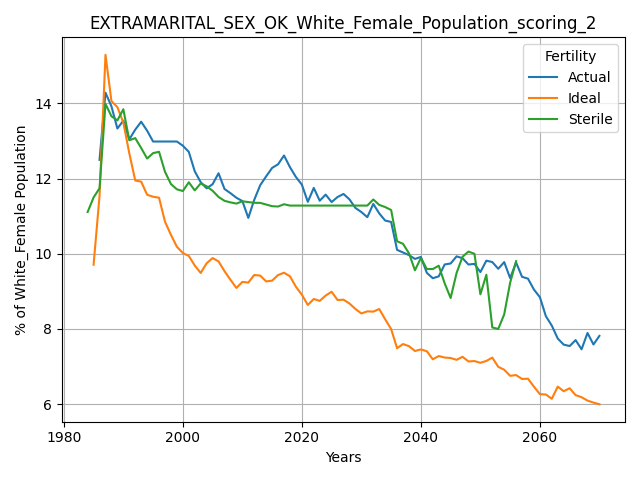 EXTRAMARITAL_SEX_OK_White_Female_Population_scoring_2
% of White_Female Population
14
12
10
8
6
Fertility
Actual
Ideal
Sterile
1980
2000
2020
2040
2060
Years